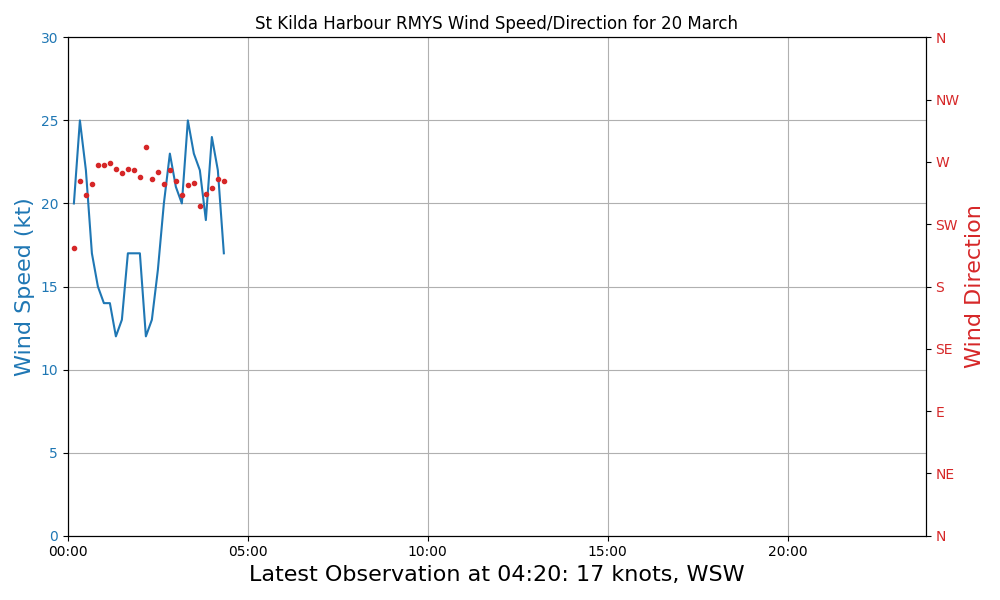 St Kilda Harbour RMYS Wind Speed/Direction for 20 March
30
25
20
15
10
5
0
Wind Speed (kt)
N
NW
W
SW
S
SE
E
NE
N
Wind Direction
00:00 05:00 10:00 15:00 20:00
Latest Observation at 04:20: 17 knots, WSW